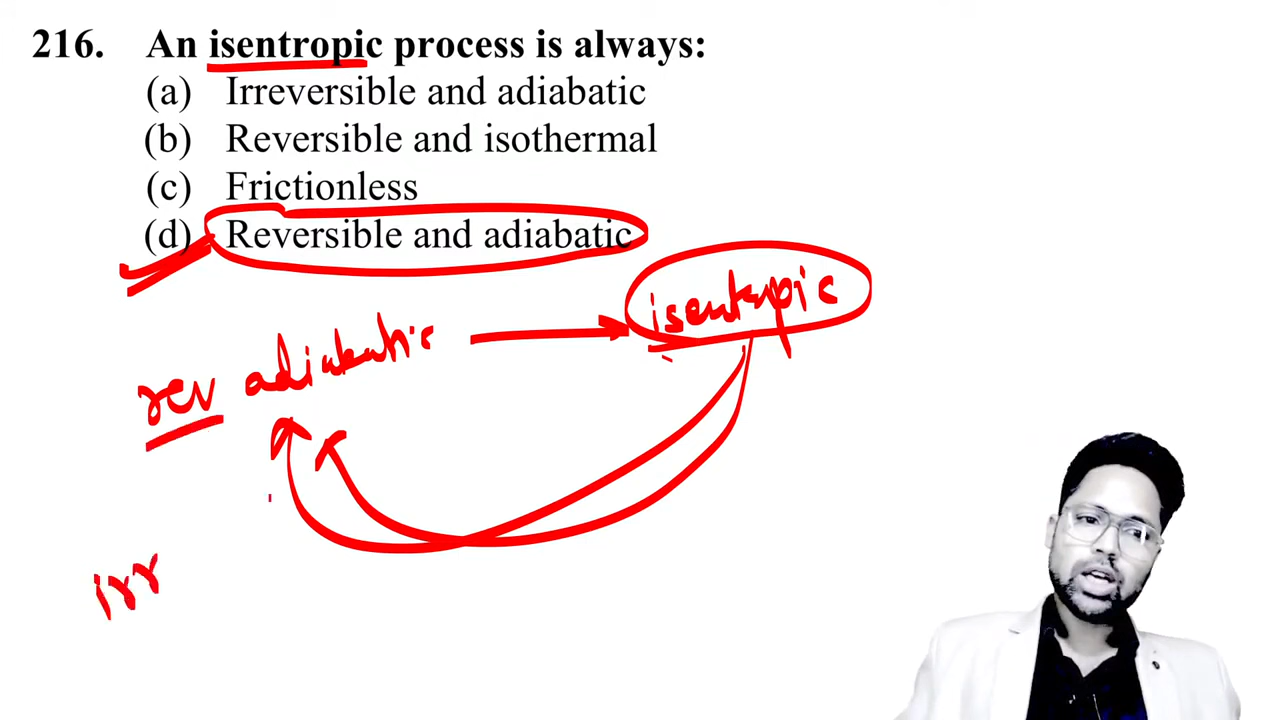 216. An isentropic process is always:
(a) Irreversible and adiabatic
(b) Reversible and isothermal
(c) Frictionless
(d) Reversible and adiabatic
isentropic
rev adiabatic
irr